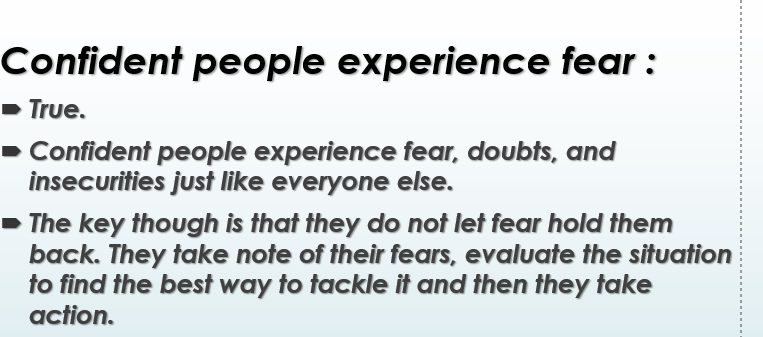 Confident people experience fear :
True.
Confident people experience fear, doubts, and
insecurities just like everyone else.
The key though is that they do not let fear hold them
back. They take note of their fears, evaluate the situation
to find the best way to tackle it and then they take
action.